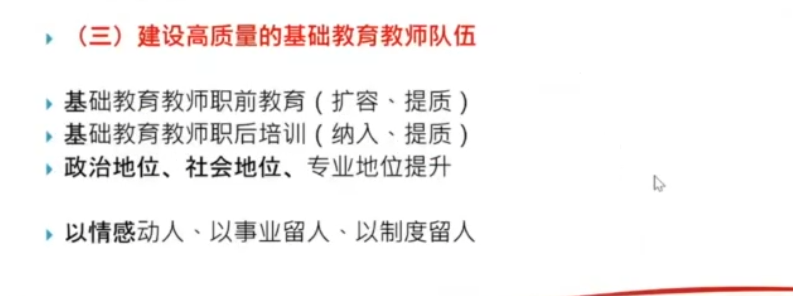 （三）建设高质量的基础教育教师队伍
基础教育教师职前教育（扩容、提质）
基础教育教师职后培训（纳入、提质）
政治地位、社会地位、专业地位提升
以情感动人、以事业留人、以制度留人